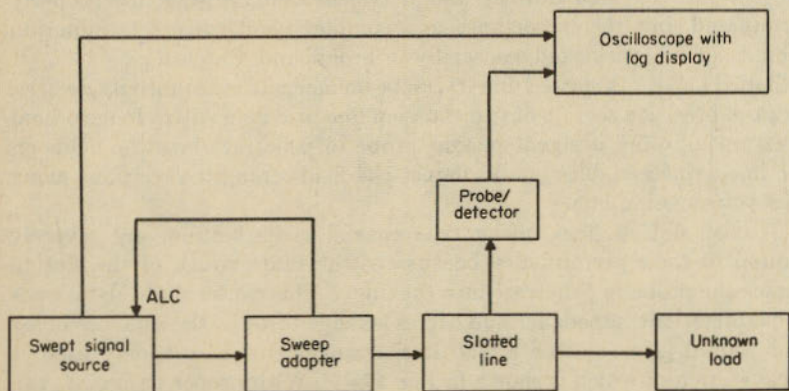 Oscilloscope with
log display
Probe/
detector
ALC
Swept signal
source
Sweep
adapter
Slotted
line
Unknown
load